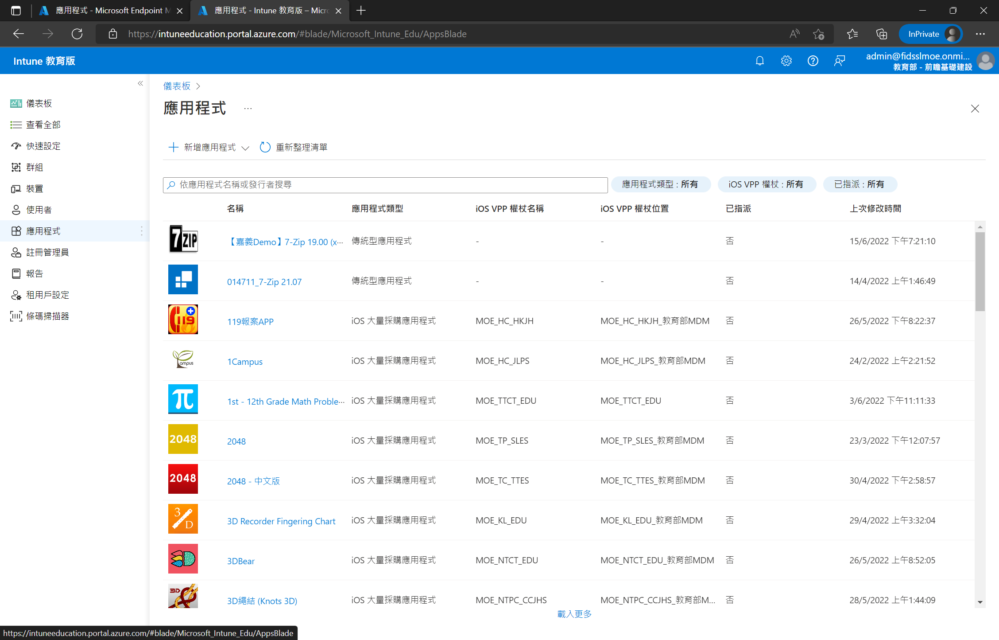 應用程式 - Microsoft Endpoint M
應用程式 - Intune 教育版 – Micro
https://intuneeducation.portal.azure.com/#blade/Microsoft_Intune_Edu/AppsBlade
InPrivate
Intune 教育版
admin@fidsslmoe.onmi...
教育部 - 前瞻基礎建設
儀表板
查看全部
快速設定
群組
裝置
使用者
應用程式
註冊管理員
報告
租用戶設定
條碼掃描器
儀表板
應用程式 ...
新增應用程式 重新整理清單
依應用程式名稱或發行者搜尋 應用程式類型 : 所有 iOS VPP 權杖 : 所有 已指派 : 所有
名稱 應用程式類型 iOS VPP 權杖名稱 iOS VPP 權杖位置 已指派 上次修改時間
7 ZIP 【嘉義Demo】7-Zip 19.00 (x... 傳統型應用程式 - - 否 15/6/2022 下午7:21:10
014711_7-Zip 21.07 傳統型應用程式 - - 否 14/4/2022 上午1:46:49
119 119報案APP iOS 大量採購應用程式 MOE_HC_HKJH MOE_HC_HKJH_教育部MDM 否 26/5/2022 下午8:22:37
ampus 1Campus iOS 大量採購應用程式 MOE_HC_JLPS MOE_HC_JLPS_教育部MDM 否 24/2/2022 上午2:21:52
π 1st - 12th Grade Math Proble... iOS 大量採購應用程式 MOE_TTCT_EDU MOE_TTCT_EDU 否 3/6/2022 下午11:11:33
2048 2048 iOS 大量採購應用程式 MOE_TP_SLES MOE_TP_SLES_教育部MDM 否 23/3/2022 下午12:07:57
2048 2048 - 中文版 iOS 大量採購應用程式 MOE_TC_TTES MOE_TC_TTES_教育部MDM 否 30/4/2022 下午2:58:57
3 D 3D Recorder Fingering Chart iOS 大量採購應用程式 MOE_KL_EDU MOE_KL_EDU_教育部MDM 否 29/4/2022 上午3:32:04
3DBear iOS 大量採購應用程式 MOE_NTCT_EDU MOE_NTCT_EDU_教育部MDM 否 26/5/2022 上午8:52:05
3D 3D繩結 (Knots 3D) iOS 大量採購應用程式 MOE_NTPC_CCJHS MOE_NTPC_CCJHS_教育部M... 否 28/5/2022 上午1:44:09
載入更多
https://intuneeducation.portal.azure.com/#blade/Microsoft_Intune_Edu/AppsBlade